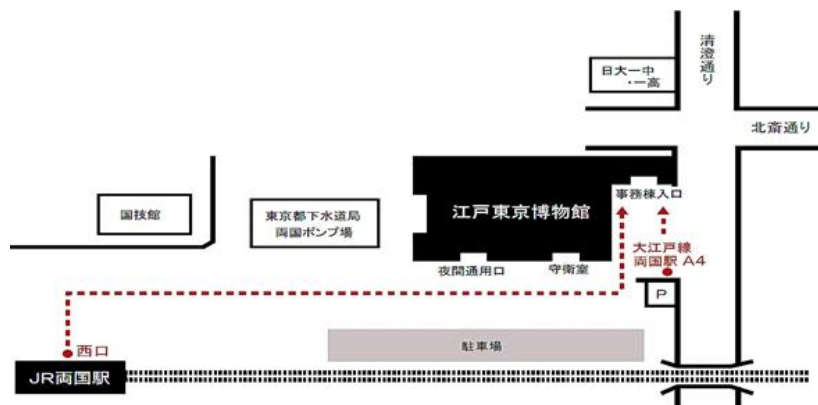 清澄通り
日大一中
・一高
北斎通り
事務棟入口
国技館
東京都下水道局
両国ポンプ場
江戸東京博物館
大江戸線
両国駅 A4
夜間通用口
守衛室
P
西口
駐車場
JR両国駅